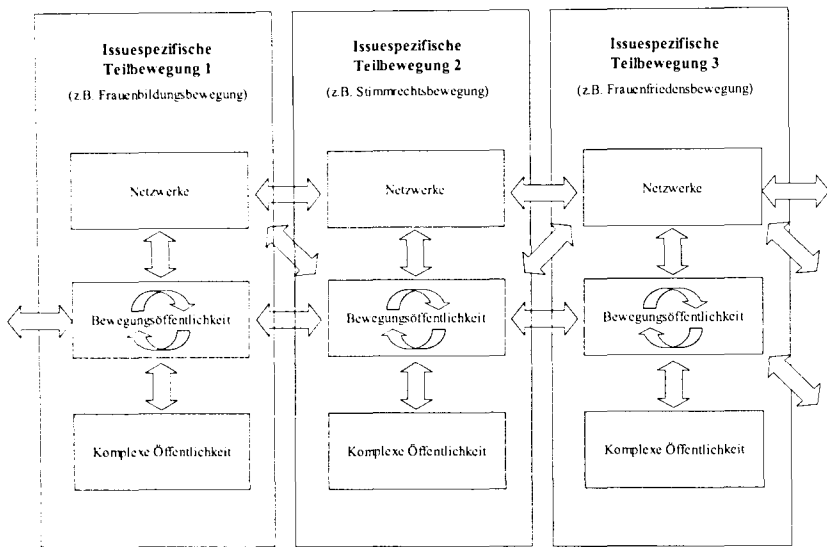 Issuespezifische
Teilbewegung 1
(z.B. Frauenbildungsbewegung)
Netzwerke
Bewegungsöffentlichkeit
Komplexe Öffentlichkeit
Issuespezifische
Teilbewegung 2
(z.B. Stimmrechtsbewegung)
Netzwerke
Bewegungsöffentlichkeit
Komplexe Öffentlichkeit
Issuespezifische
Teilbewegung 3
(z.B. Frauenfriedensbewegung)
Netzwerke
Bewegungsöffentlichkeit
Komplexe Öffentlichkeit